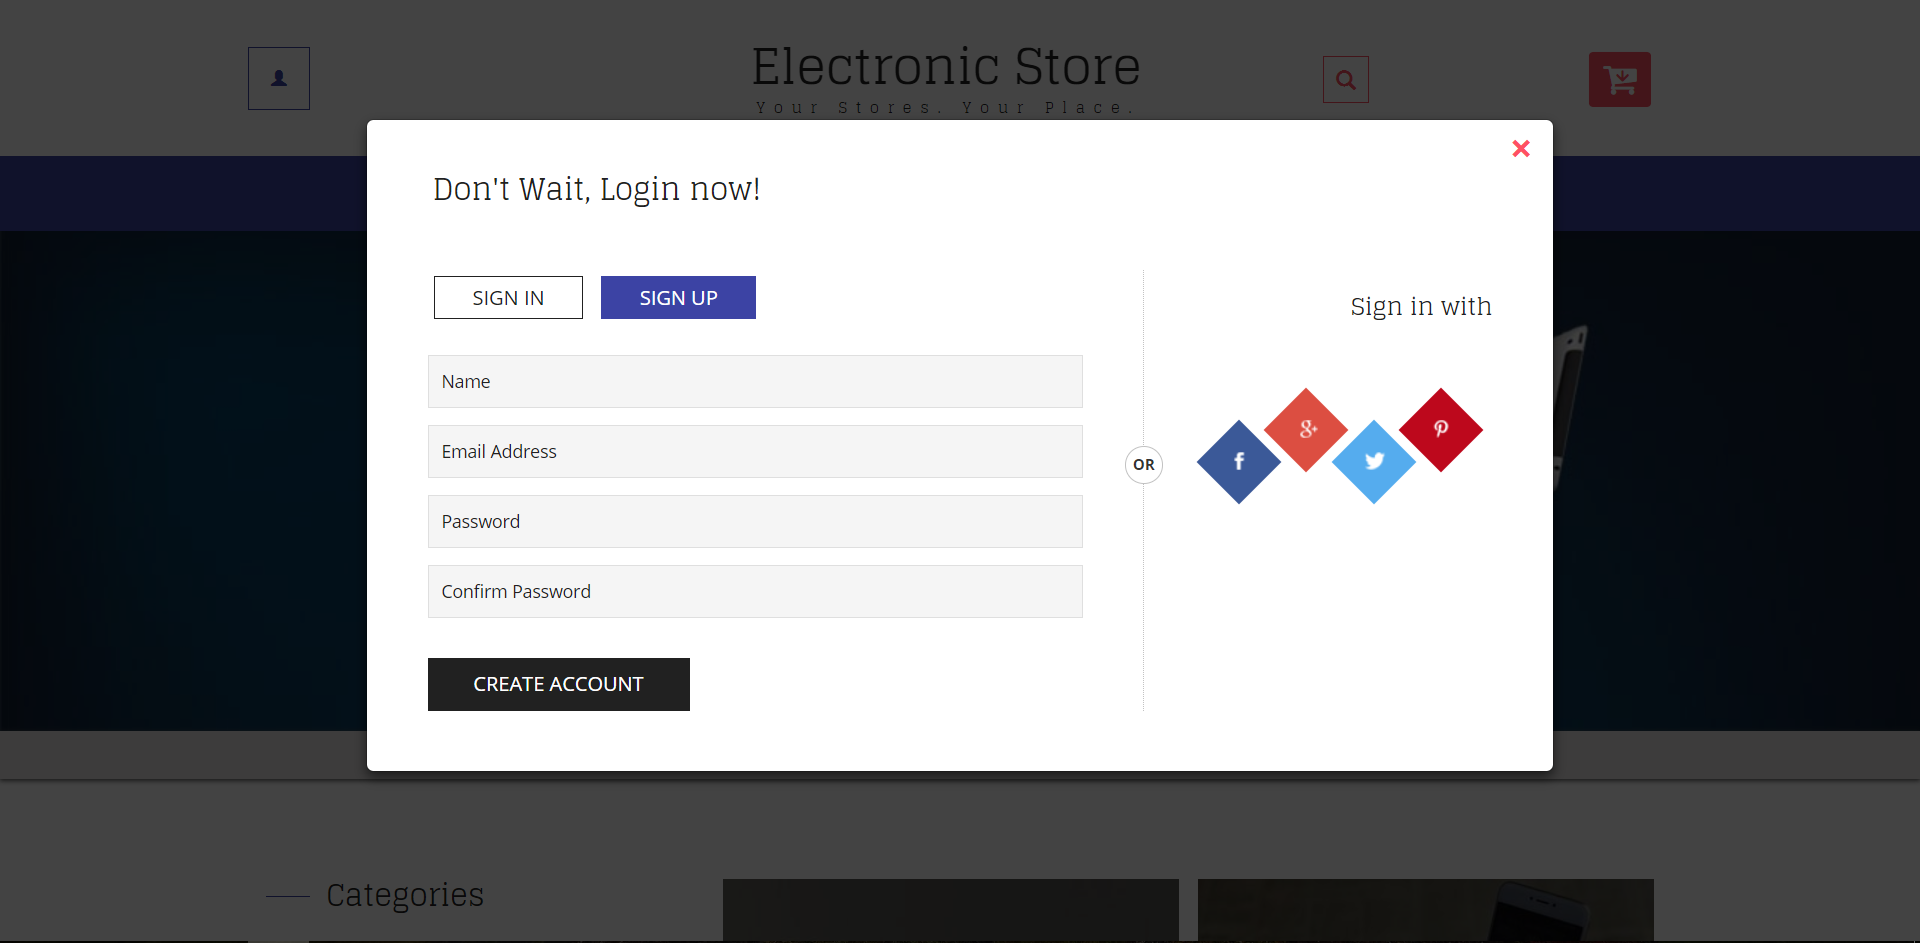 Electronic Store
Your Stores. Your Place.
Don't Wait, Login now!
SIGN IN
SIGN UP
Sign in with
Name
Email Address
Password
Confirm Password
OR
CREATE ACCOUNT
Categories